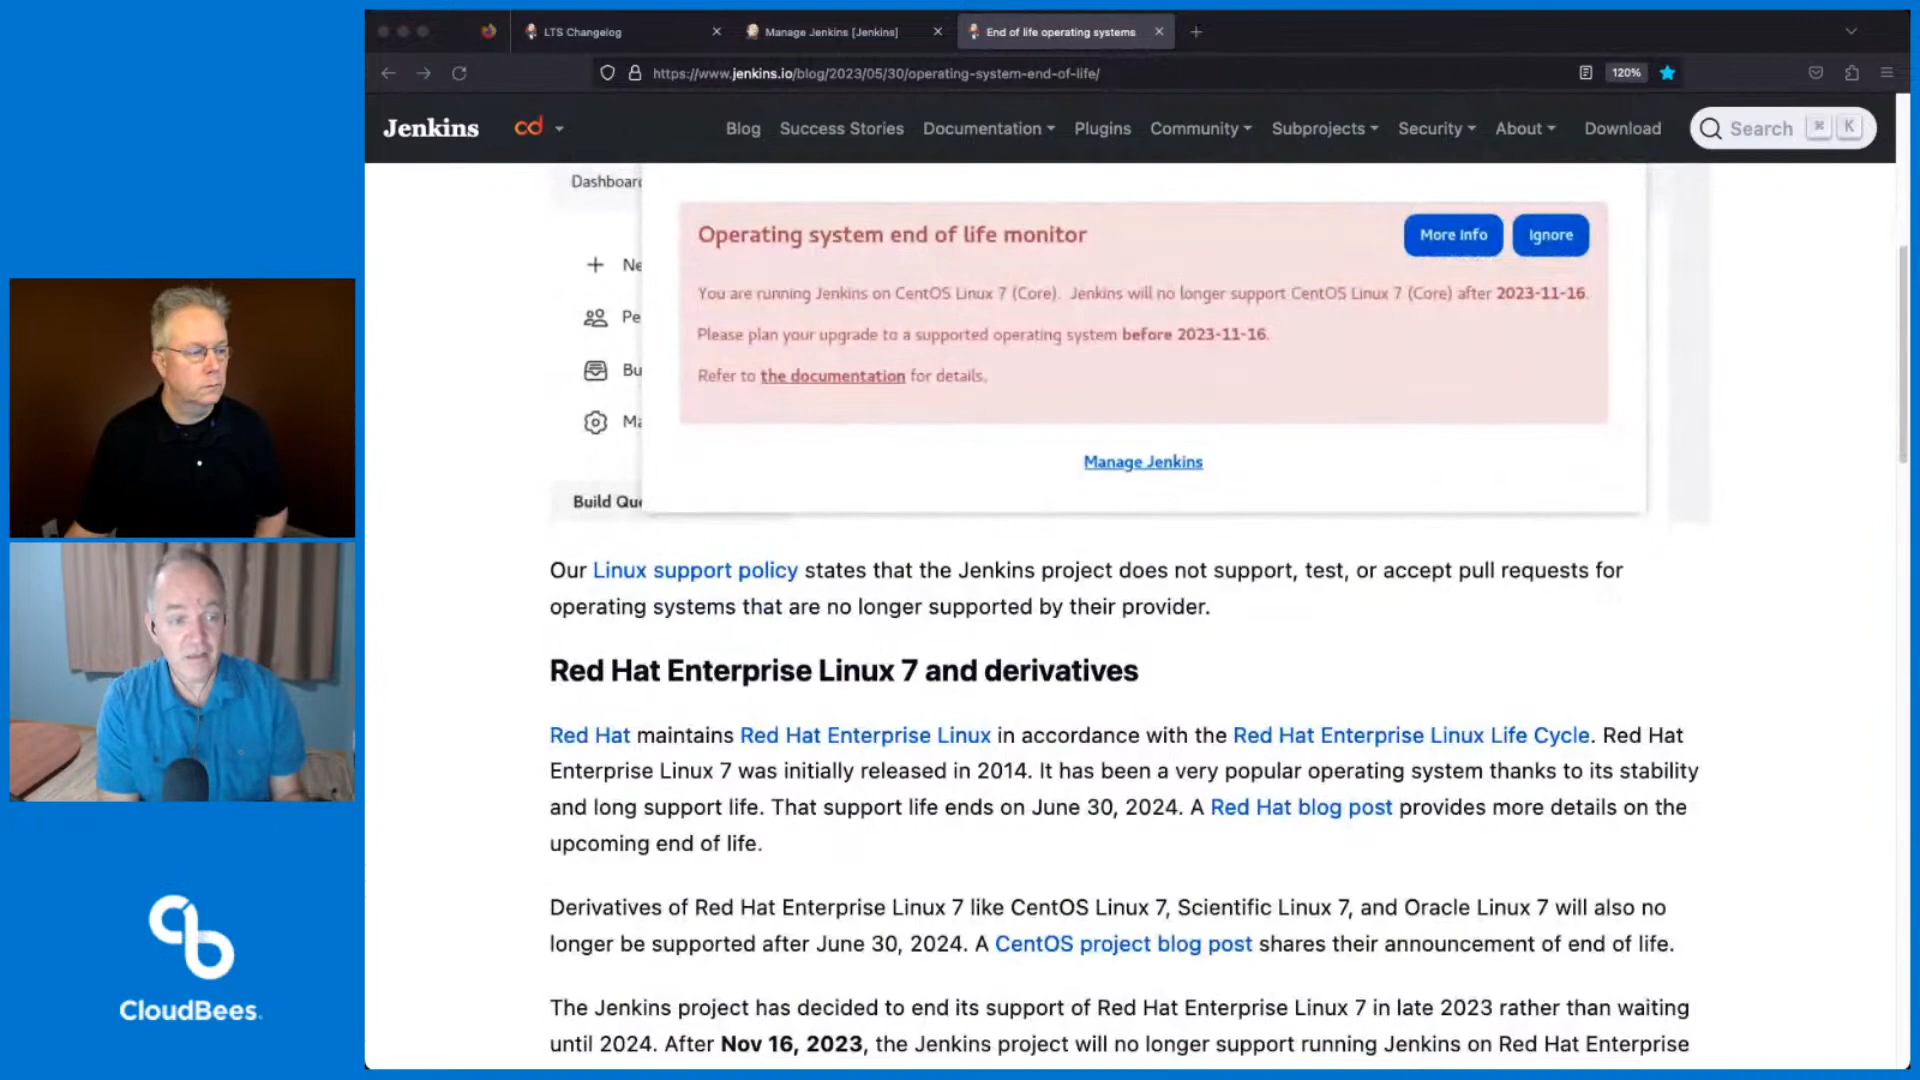 LTS Changelog
Manage Jenkins [Jenkins]
End of life operating systems
https://www.jenkins.io/blog/2023/05/30/operating-system-end-of-life/
120%
Jenkins
cd
Blog
Success Stories
Documentation
Plugins
Community
Subprojects
Security
About
Download
Search
⌘ K
Dashboard
Operating system end of life monitor
More Info
Ignore
Ne
You are running Jenkins on CentOS Linux 7 (Core). Jenkins will no longer support CentOS Linux 7 (Core) after 2023-11-16.
Pe
Please plan your upgrade to a supported operating system before 2023-11-16.
Bu
Refer to the documentation for details.
Ma
Manage Jenkins
Build Qu
Our Linux support policy states that the Jenkins project does not support, test, or accept pull requests for
operating systems that are no longer supported by their provider.
Red Hat Enterprise Linux 7 and derivatives
Red Hat maintains Red Hat Enterprise Linux in accordance with the Red Hat Enterprise Linux Life Cycle. Red Hat
Enterprise Linux 7 was initially released in 2014. It has been a very popular operating system thanks to its stability
and long support life. That support life ends on June 30, 2024. A Red Hat blog post provides more details on the
upcoming end of life.
Derivatives of Red Hat Enterprise Linux 7 like CentOS Linux 7, Scientific Linux 7, and Oracle Linux 7 will also no
longer be supported after June 30, 2024. A CentOS project blog post shares their announcement of end of life.
The Jenkins project has decided to end its support of Red Hat Enterprise Linux 7 in late 2023 rather than waiting
until 2024. After Nov 16, 2023, the Jenkins project will no longer support running Jenkins on Red Hat Enterprise
CloudBees.